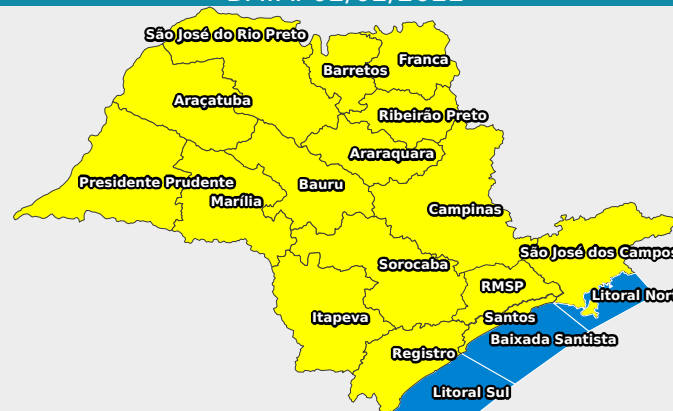 São José do Rio Preto
Franca
Barretos
Araçatuba
Ribeirão Preto
Araraquara
Presidente Prudente
Bauru
Marília
Campinas
São José dos Campos
Sorocaba
RMSP
Litoral Nort
Itapeva
Santos
Baixada Santista
Registro
Litoral Sul